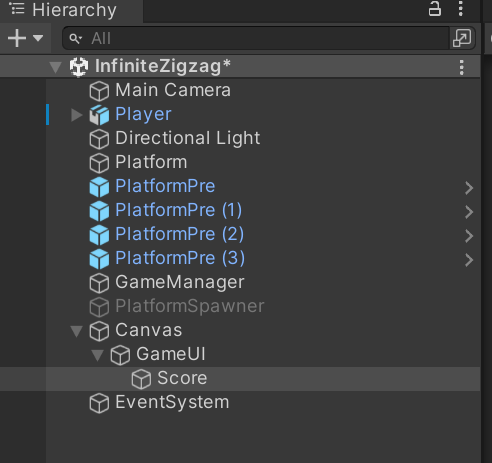 Hierarchy
All
InfiniteZigzag*
Main Camera
Player
Directional Light
Platform
PlatformPre
PlatformPre (1)
PlatformPre (2)
PlatformPre (3)
GameManager
PlatformSpawner
Canvas
GameUI
Score
EventSystem